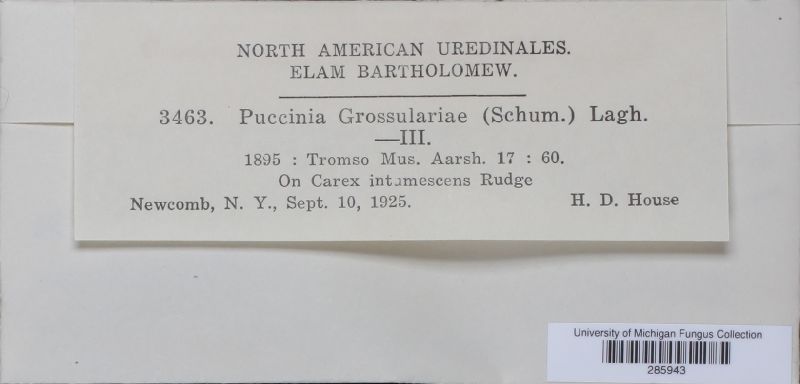 NORTH AMERICAN UREDINALES.
ELAM BARTHOLOMEW.
3463. Puccinia Grossulariae (Schum.) Lagh.
—III.
1895 : Tromso Mus. Aarsh. 17 : 60.
On Carex intumescens Rudge
Newcomb, N. Y., Sept. 10, 1925. H. D. House
University of Michigan Fungus Collection
285943